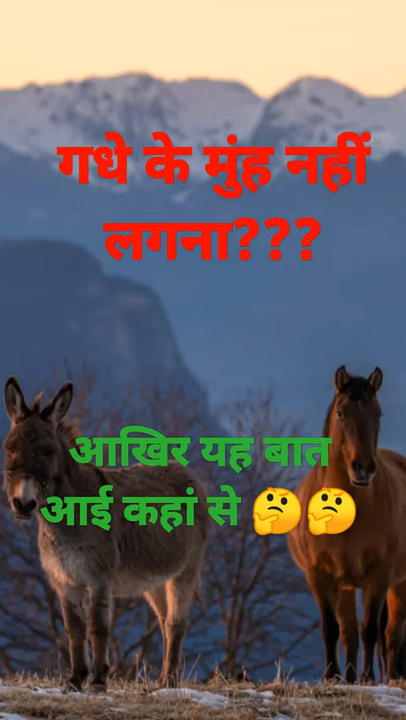 गधे के मुंह नहीं
लगना???
आखिर यह बात
आई कहां से 🤔🤔